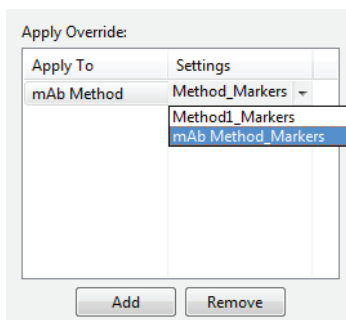 Apply Override:
Apply To Settings
mAb Method Method_Markers
Method1_Markers
mAb Method_Markers
Add Remove